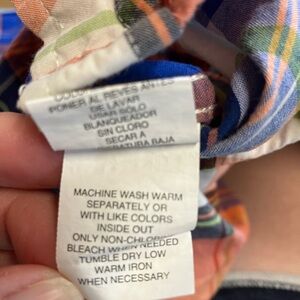 PONER AL REVES ANTES
DE LAVAR
USAR SOLO
BLANQUEADOR
SIN CLORO
SECAR A
BAJA
MACHINE WASH WARM
SEPARATELY OR
WITH LIKE COLORS
INSIDE OUT
ONLY NON-CHLORINE
BLEACH WHEN NEEDED
TUMBLE DRY LOW
WARM IRON
WHEN NECESSARY